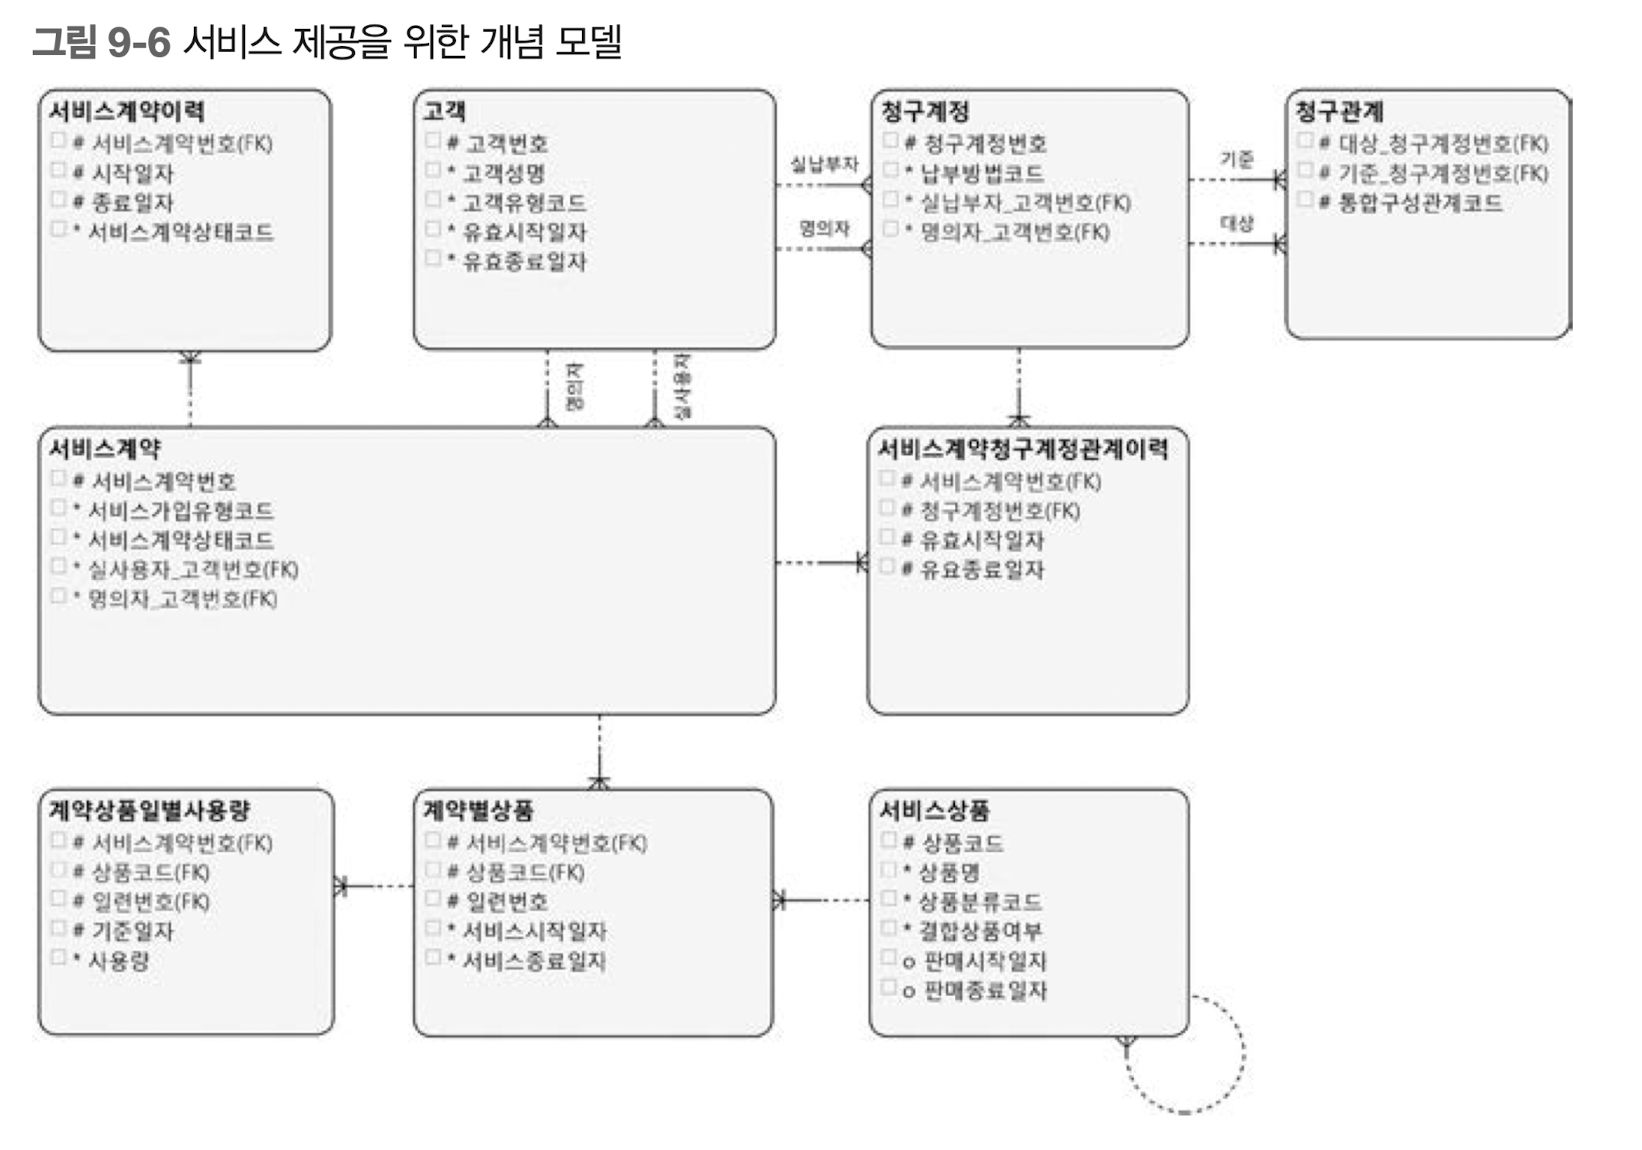 그림 9-6 서비스 제공을 위한 개념 모델
서비스계약이력
# 서비스계약번호(FK)
# 시작일자
# 종료일자
* 서비스계약상태코드
고객
# 고객번호
* 고객성명
* 고객유형코드
* 유효시작일자
* 유효종료일자
실납부자
명의자
청구계정
# 청구계정번호
* 납부방법코드
* 실납부자_고객번호(FK)
* 명의자_고객번호(FK)
기준
대상
청구관계
# 대상_청구계정번호(FK)
# 기준_청구계정번호(FK)
# 통합구성관계코드
명의자
실사용자
서비스계약
# 서비스계약번호
* 서비스가입유형코드
* 서비스계약상태코드
* 실사용자_고객번호(FK)
* 명의자_고객번호(FK)
서비스계약청구계정관계이력
# 서비스계약번호(FK)
# 청구계정번호(FK)
# 유효시작일자
# 유요종료일자
계약상품일별사용량
# 서비스계약번호(FK)
# 상품코드(FK)
# 일련번호(FK)
# 기준일자
* 사용량
계약별상품
# 서비스계약번호(FK)
# 상품코드(FK)
# 일련번호
* 서비스시작일자
* 서비스종료일자
서비스상품
# 상품코드
* 상품명
* 상품분류코드
* 결합상품여부
o 판매시작일자
o 판매종료일자